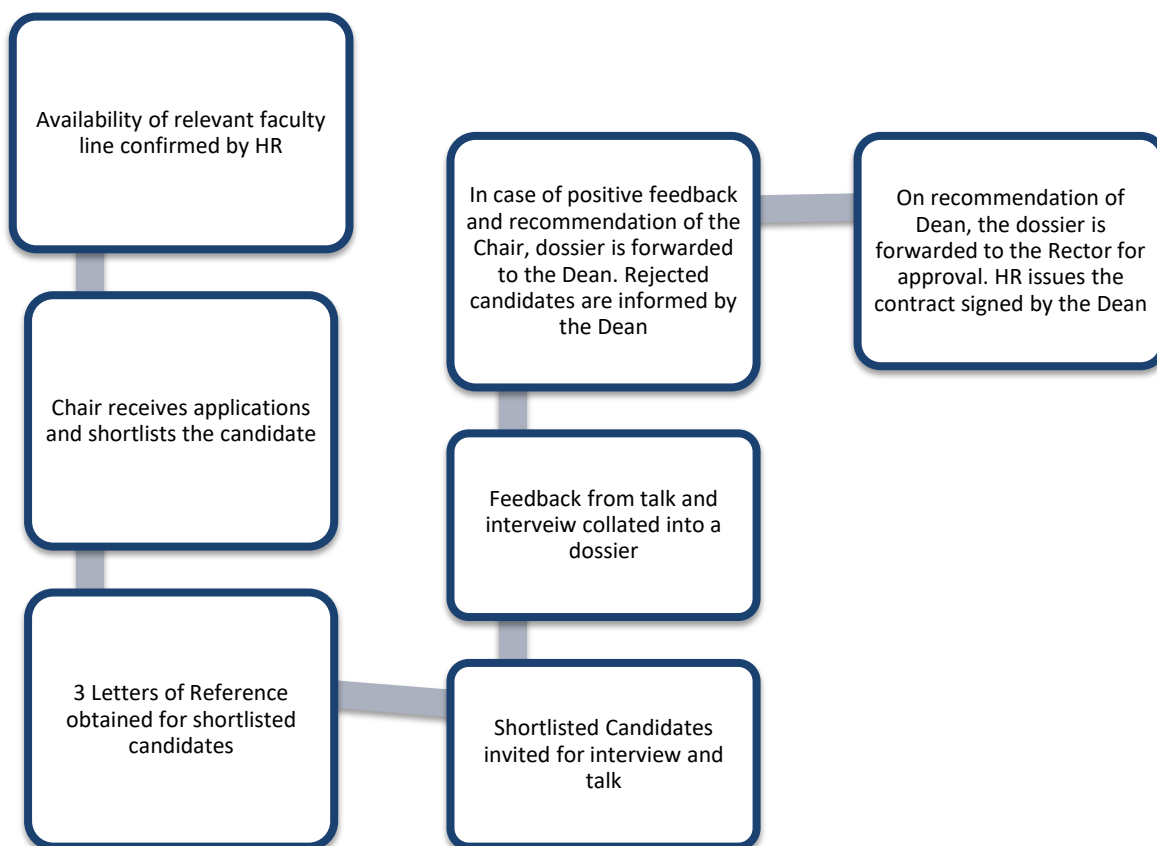 Availability of relevant faculty
line confirmed by HR
Chair receives applications
and shortlists the candidate
3 Letters of Reference
obtained for shortlisted
candidates
Shortlisted Candidates
invited for interview and
talk
Feedback from talk and
interveiw collated into a
dossier
In case of positive feedback
and recommendation of the
Chair, dossier is forwarded
to the Dean. Rejected
candidates are informed by
the Dean
On recommendation of
Dean, the dossier is
forwarded to the Rector for
approval. HR issues the
contract signed by the Dean